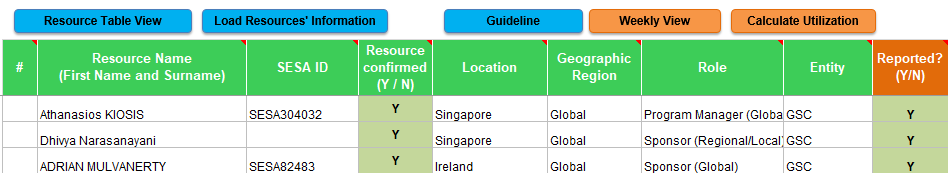 Resource Table View Load Resources' Information Guideline Weekly View Calculate Utilization
# Resource Name (First Name and Surname) SESA ID Resource confirmed (Y / N) Location Geographic Region Role Entity Reported? (Y/N)
Athanasios KIOSIS SESA304032 Y Singapore Global Program Manager (Globa GSC Y
Dhivya Narasanayani Y Singapore Global Sponsor (Regional/Local) GSC Y
ADRIAN MULVANERTY SESA82483 Y Ireland Global Sponsor (Global) GSC Y